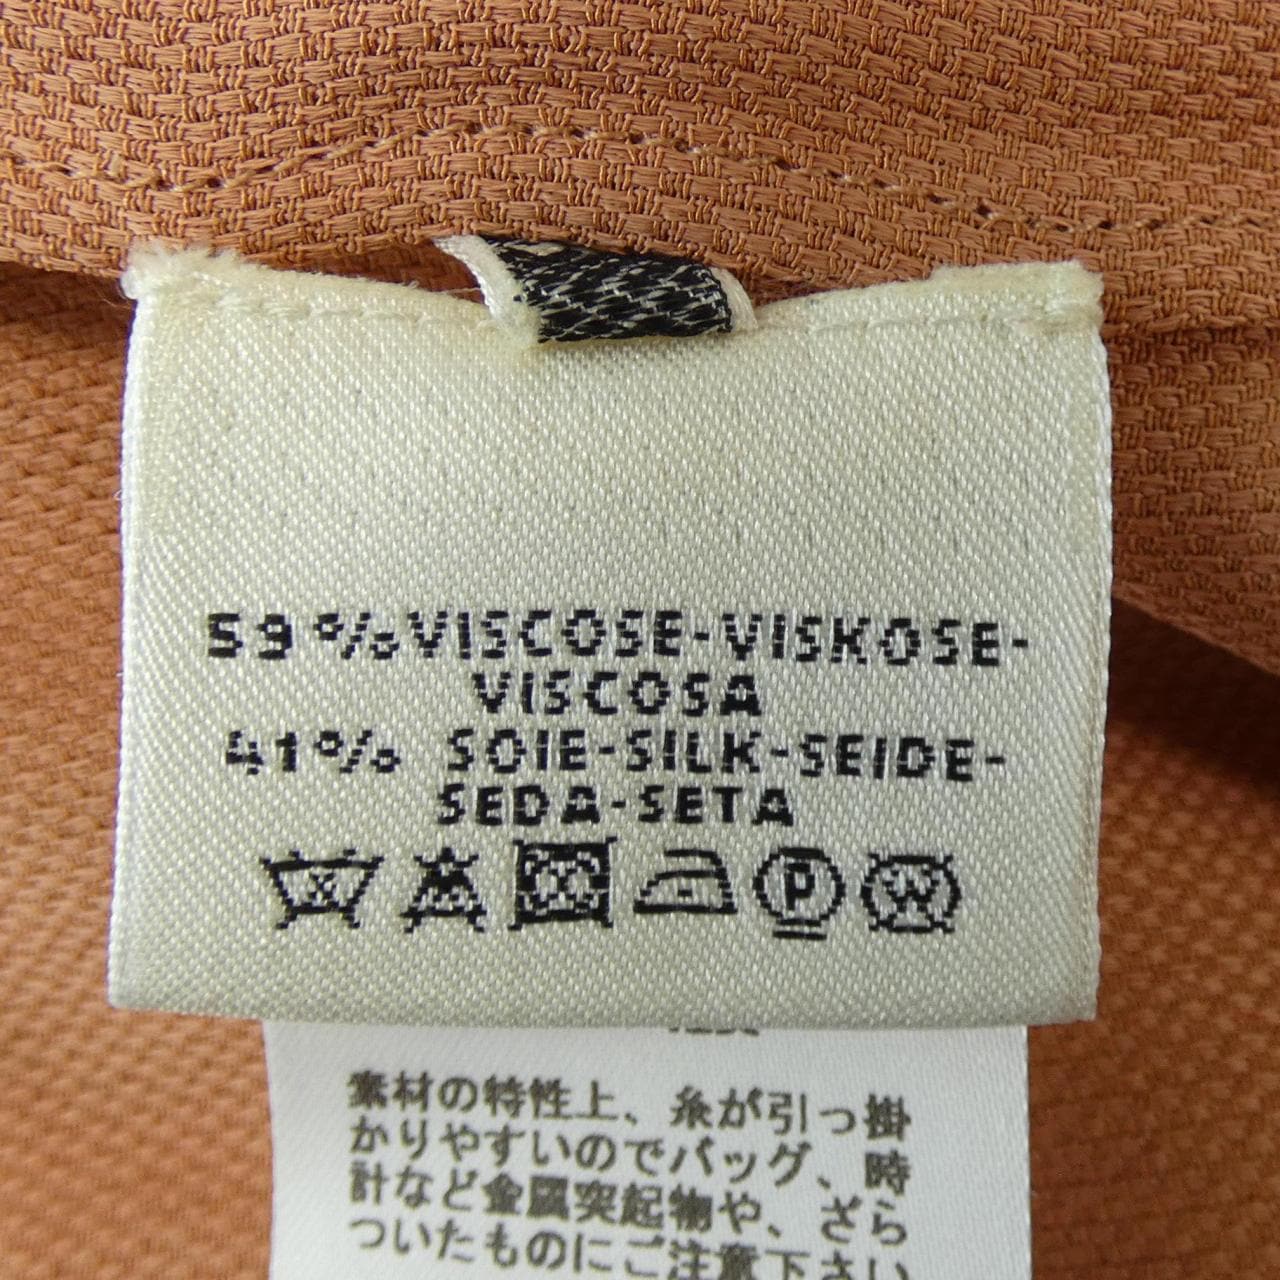 59%VISCOSE-VISKOSE-
VISCOSA
41% SOIE-SILK-SEIDE-
SEDA-SETA
P W
素材の特性上、糸が引っ掛
かりやすいのでバッグ、時
計など金属突起物や、ざら
ついたものにご注意下さい